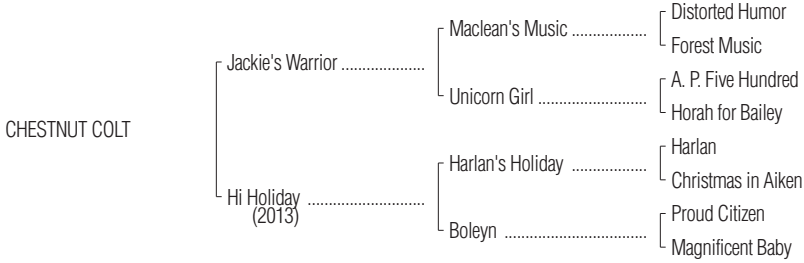 Distorted Humor
Maclean's Music ..................
Forest Music
Jackie's Warrior ....................
A. P. Five Hundred
Unicorn Girl ..........................
Horah for Bailey
CHESTNUT COLT
Harlan
Harlan's Holiday ..................
Christmas in Aiken
Hi Holiday ............................
(2013)
Proud Citizen
Boleyn ..................................
Magnificent Baby